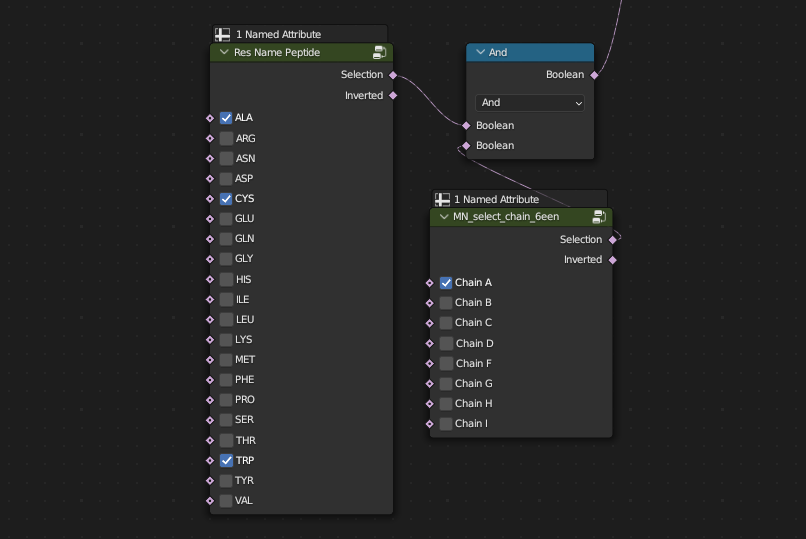 1 Named Attribute
Res Name Peptide
Selection
Inverted
ALA
ARG
ASN
ASP
CYS
GLU
GLN
GLY
HIS
ILE
LEU
LYS
MET
PHE
PRO
SER
THR
TRP
TYR
VAL
And
Boolean
And
Boolean
Boolean
1 Named Attribute
MN_select_chain_6een
Selection
Inverted
Chain A
Chain B
Chain C
Chain D
Chain F
Chain G
Chain H
Chain I